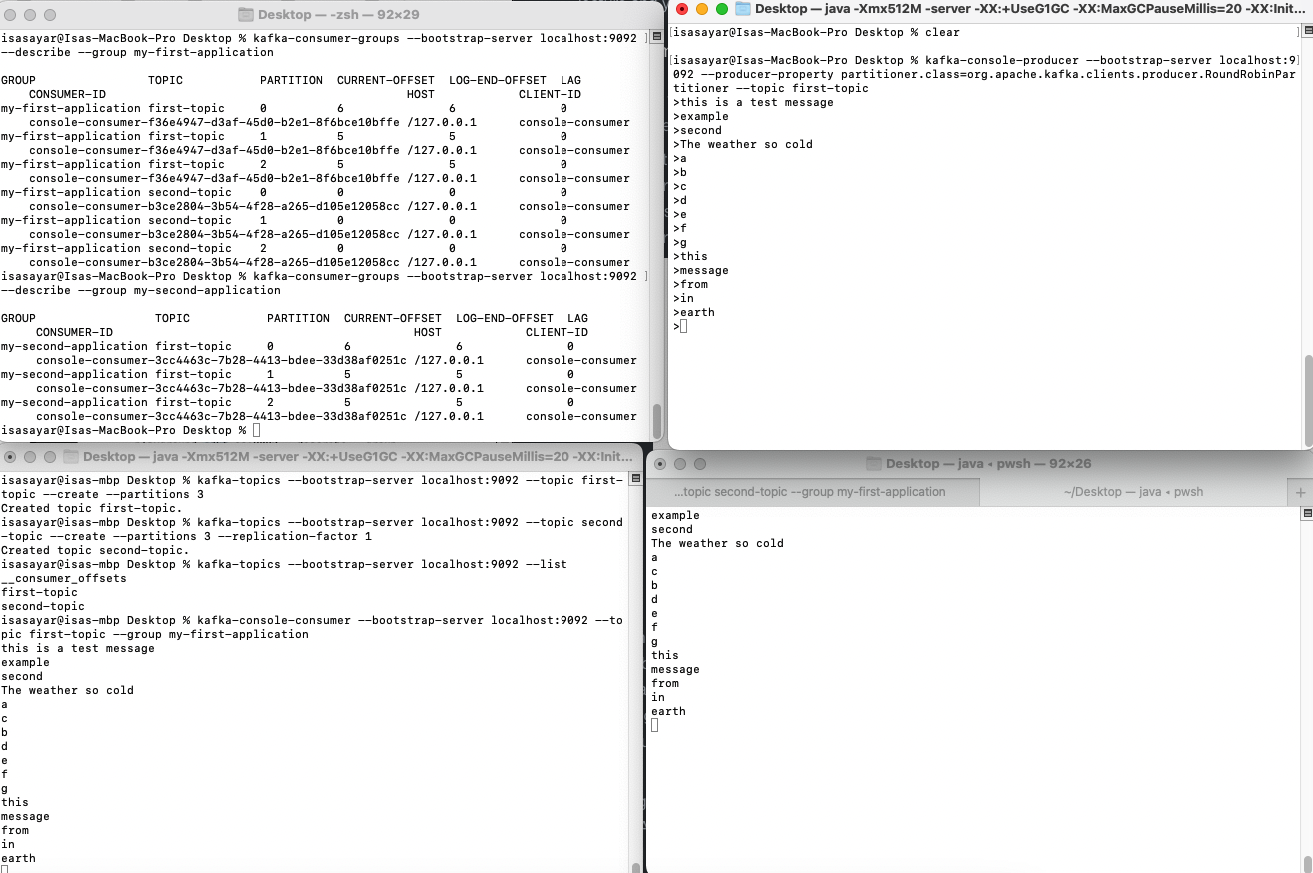 Desktop — -zsh — 92×29
isasayar@Isas-MacBook-Pro Desktop % kafka-consumer-groups --bootstrap-server localhost:9092 ]
--describe --group my-first-application
GROUP TOPIC PARTITION CURRENT-OFFSET LOG-END-OFFSET LAG
CONSUMER-ID HOST CLIENT-ID
my-first-application first-topic 0 6 6 0
console-consumer-f36e4947-d3af-45d0-b2e1-8f6bce10bffe /127.0.0.1 console-consumer
my-first-application first-topic 1 5 5 0
console-consumer-f36e4947-d3af-45d0-b2e1-8f6bce10bffe /127.0.0.1 console-consumer
my-first-application first-topic 2 5 5 0
console-consumer-f36e4947-d3af-45d0-b2e1-8f6bce10bffe /127.0.0.1 console-consumer
my-first-application second-topic 0 0 0 0
console-consumer-b3ce2804-3b54-4f28-a265-d105e12058cc /127.0.0.1 console-consumer
my-first-application second-topic 1 0 0 0
console-consumer-b3ce2804-3b54-4f28-a265-d105e12058cc /127.0.0.1 console-consumer
my-first-application second-topic 2 0 0 0
console-consumer-b3ce2804-3b54-4f28-a265-d105e12058cc /127.0.0.1 console-consumer
isasayar@Isas-MacBook-Pro Desktop % kafka-consumer-groups --bootstrap-server localhost:9092 ]
--describe --group my-second-application
GROUP TOPIC PARTITION CURRENT-OFFSET LOG-END-OFFSET LAG
CONSUMER-ID HOST CLIENT-ID
my-second-application first-topic 0 6 6 0
console-consumer-3cc4463c-7b28-4413-bdee-33d38af0251c /127.0.0.1 console-consumer
my-second-application first-topic 1 5 5 0
console-consumer-3cc4463c-7b28-4413-bdee-33d38af0251c /127.0.0.1 console-consumer
my-second-application first-topic 2 5 5 0
console-consumer-3cc4463c-7b28-4413-bdee-33d38af0251c /127.0.0.1 console-consumer
isasayar@Isas-MacBook-Pro Desktop %
Desktop — java -Xmx512M -server -XX:+UseG1GC -XX:MaxGCPauseMillis=20 -XX:Init...
[isasayar@Isas-MacBook-Pro Desktop % clear ]
[isasayar@Isas-MacBook-Pro Desktop % kafka-console-producer --bootstrap-server localhost:9]
092 --producer-property partitioner.class=org.apache.kafka.clients.producer.RoundRobinPar
titioner --topic first-topic
>this is a test message
>example
>second
>The weather so cold
>a
>b
>c
>d
>e
>f
>g
>this
>message
>from
>in
>earth
>
Desktop — java -Xmx512M -server -XX:+UseG1GC -XX:MaxGCPauseMillis=20 -XX:Init...
isasayar@isas-mbp Desktop % kafka-topics --bootstrap-server localhost:9092 --topic first-
topic --create --partitions 3
Created topic first-topic.
isasayar@isas-mbp Desktop % kafka-topics --bootstrap-server localhost:9092 --topic second
-topic --create --partitions 3 --replication-factor 1
Created topic second-topic.
isasayar@isas-mbp Desktop % kafka-topics --bootstrap-server localhost:9092 --list
__consumer_offsets
first-topic
second-topic
isasayar@isas-mbp Desktop % kafka-console-consumer --bootstrap-server localhost:9092 --to
pic first-topic --group my-first-application
this is a test message
example
second
The weather so cold
a
c
b
d
e
f
g
this
message
from
in
earth
Desktop — java ◂ pwsh — 92×26
...topic second-topic --group my-first-application
~/Desktop — java ◂ pwsh
+
example
second
The weather so cold
a
c
b
d
e
f
g
this
message
from
in
earth